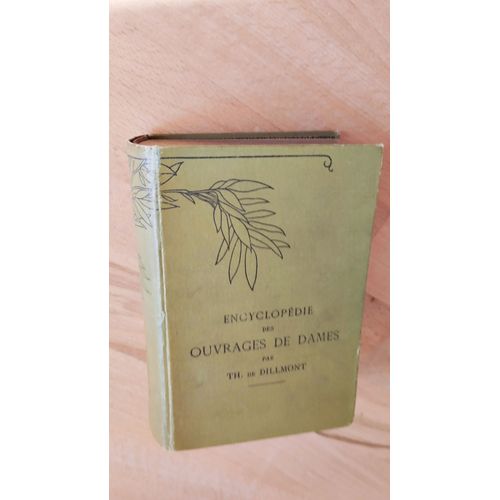 ENCYCLOPÉDIE
DES
OUVRAGES DE DAMES
PAR
TH. DE DILLMONT